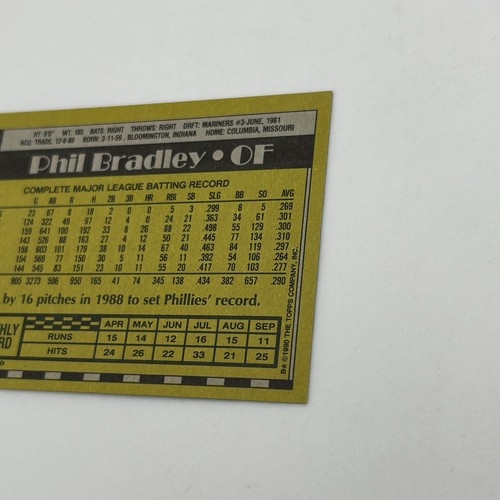 HT: 6'0" WT: 185 BATS: RIGHT THROWS: RIGHT DRFT: MARINERS #3-JUNE, 1981
ACQ: TRADE, 12-8-88 BORN: 3-11-59, BLOOMINGTON, INDIANA HOME: COLUMBIA, MISSOURI
Phil Bradley • OF
COMPLETE MAJOR LEAGUE BATTING RECORD
G AB R H 2B 3B HR RBI SB SLG BB SO AVG
23 67 8 18 2 0 0 5 3 .299 8 5 .269
124 322 49 97 12 4 0 24 21 .363 34 61 .301
159 641 100 192 33 8 26 88 22 .498 55 129 .300
143 526 88 163 27 4 12 50 21 .445 77 134 .310
158 603 101 179 38 10 14 67 40 .463 84 119 .297
154 569 77 150 30 5 11 56 11 .392 54 106 .264
144 545 83 151 23 10 11 55 20 .417 70 103 .277
905 3273 506 950 165 41 74 345 138 .434 382 657 .290
by 16 pitches in 1988 to set Phillies' record.
APR MAY JUN JUL AUG SEP
RUNS 15 14 12 16 15 11
HITS 24 26 22 33 21 25
B* ©1990 THE TOPPS COMPANY, INC.